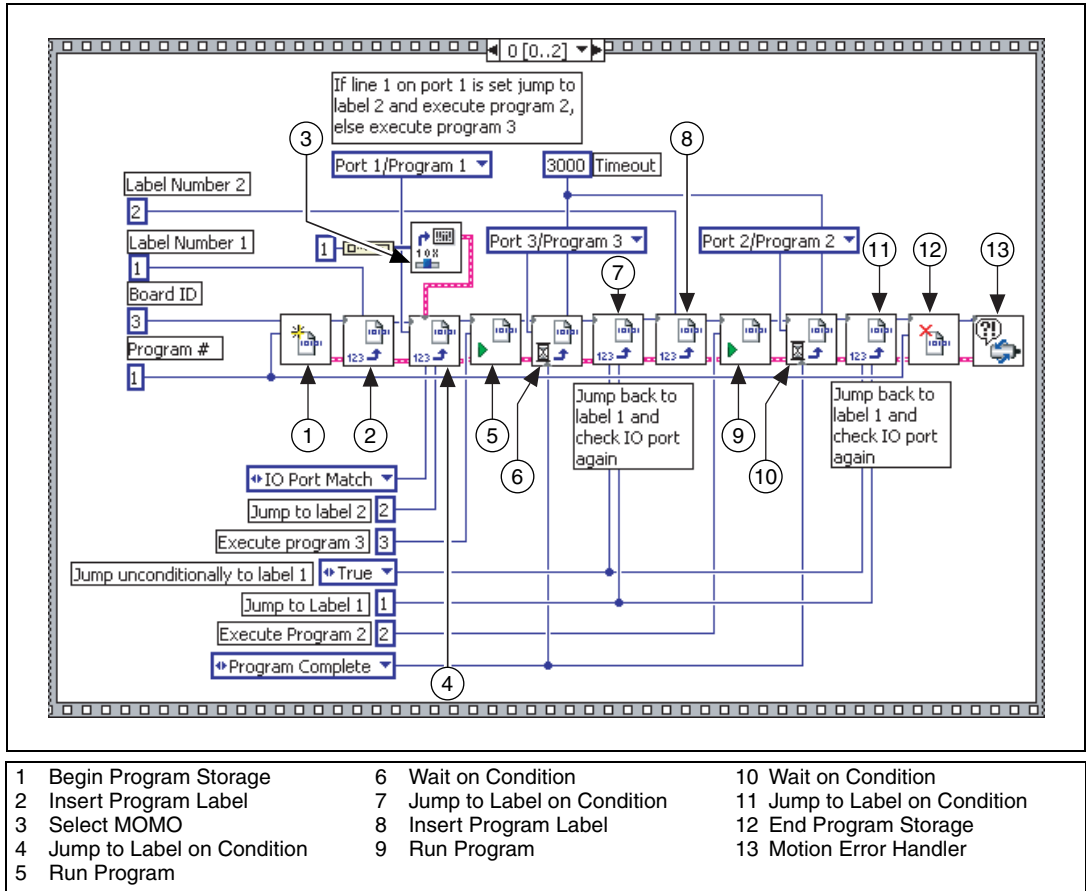 0 [0..2]
If line 1 on port 1 is set jump to
label 2 and execute program 2,
else execute program 3
3
8
Port 1/Program 1
3000 Timeout
Label Number 2
2
Port 3/Program 3
Port 2/Program 2
Label Number 1
1
1
7
11
12
13
Board ID
3
Program #
1
123
123
123
123
123
1
2
5
6
9
10
Jump back to
label 1 and
check IO port
again
Jump back to
label 1 and
check IO port
again
IO Port Match
Jump to label 2 2
Execute program 3 3
Jump unconditionally to label 1 True
Jump to Label 1 1
Execute Program 2 2
Program Complete
4
1 Begin Program Storage
2 Insert Program Label
3 Select MOMO
4 Jump to Label on Condition
5 Run Program
6 Wait on Condition
7 Jump to Label on Condition
8 Insert Program Label
9 Run Program
10 Wait on Condition
11 Jump to Label on Condition
12 End Program Storage
13 Motion Error Handler